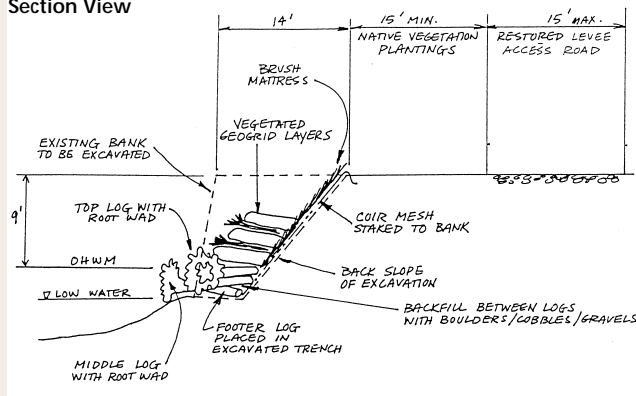 Section View
14'
15' MIN.
NATIVE VEGETATION
PLANTINGS
15' MAX.
RESTORED LEVEE
ACCESS ROAD
BRUSH
MATTRESS
VEGETATED
GEOGRID LAYERS
EXISTING BANK
TO BE EXCAVATED
9'
TOP LOG WITH
ROOT WAD
COIR MESH
STAKED TO BANK
OHWM
BACK SLOPE
OF EXCAVATION
LOW WATER
BACKFILL BETWEEN LOGS
WITH BOULDERS/COBBLES/GRAVELS
FOOTER LOG
PLACED IN
EXCAVATED TRENCH
MIDDLE LOG
WITH ROOT WAD